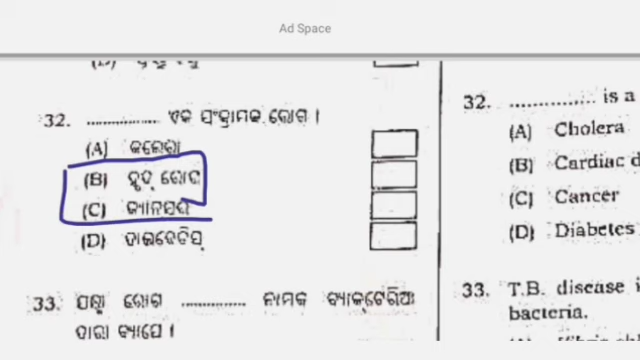 Ad Space
32. ............... ଏକ ସଂକ୍ରାମକ ରୋଗ ।
(A) କଲେରା
(B) ହୃଦ୍ ରୋଗ
(C) କ୍ୟାନସର
(D) ଡାଇବେଟିସ୍
33. ଯକ୍ଷ୍ମା ରୋଗ ............. ନାମକ ବ୍ୟାକ୍ଟେରିଆ
ଦ୍ୱାରା ବ୍ୟାପେ ।
32. ................ is a
(A) Cholera
(B) Cardiac
(C) Cancer
(D) Diabetes
33. T.B. disease
bacteria.